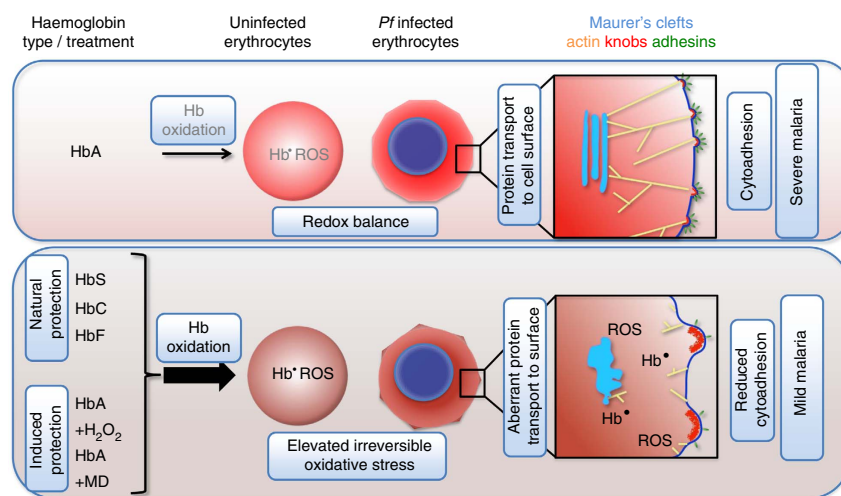 Haemoglobin
type / treatment
Uninfected
erythrocytes
Pf infected
erythrocytes
Maurer's clefts
actin knobs adhesins
HbA
Hb
oxidation
Hb• ROS
Redox balance
Protein transport
to cell surface
Cytoadhesion
Severe malaria
Natural
protection
HbS
HbC
HbF
Induced
protection
HbA
+H₂O₂
HbA
+MD
Hb
oxidation
Hb• ROS
Elevated irreversible
oxidative stress
Aberrant protein
transport to surface
ROS
Hb•
Hb•
ROS
Reduced
cytoadhesion
Mild malaria